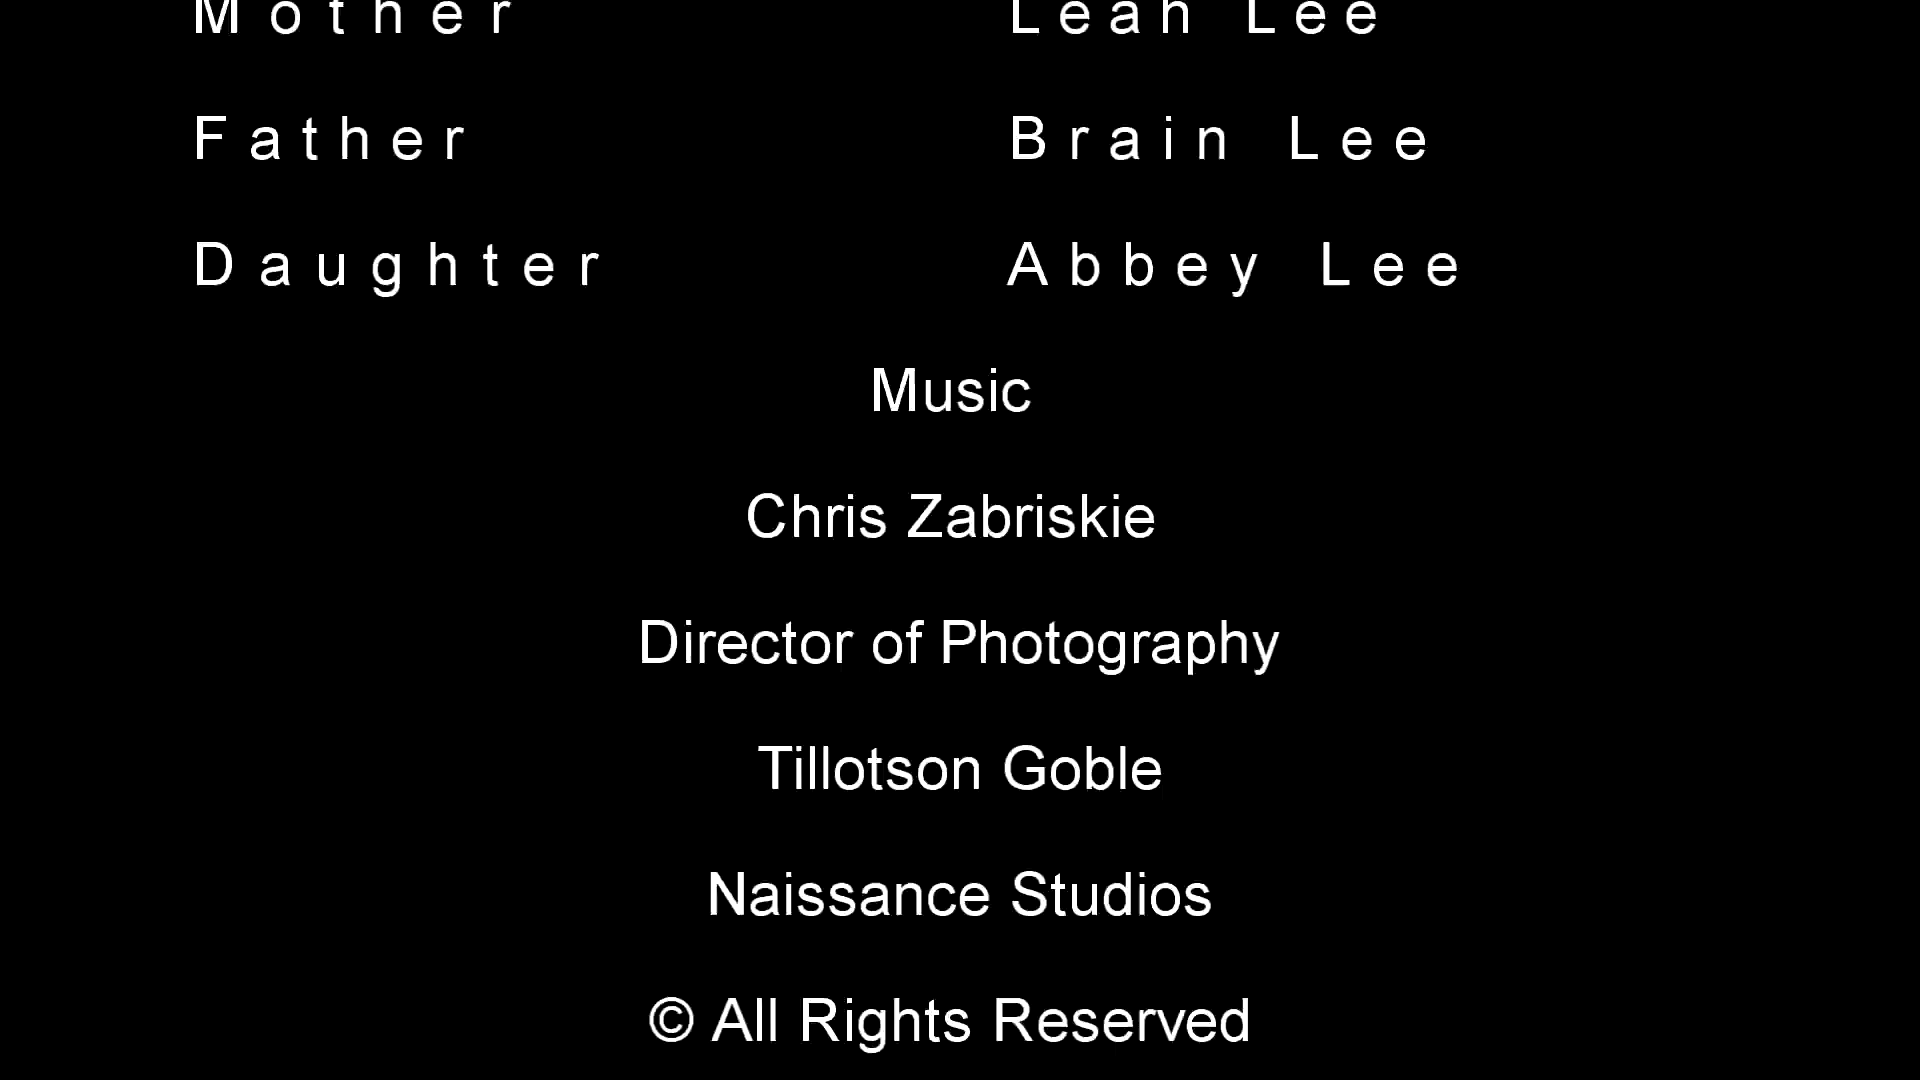 Mother Leah Lee
Father Brain Lee
Daughter Abbey Lee
Music
Chris Zabriskie
Director of Photography
Tillotson Goble
Naissance Studios
© All Rights Reserved